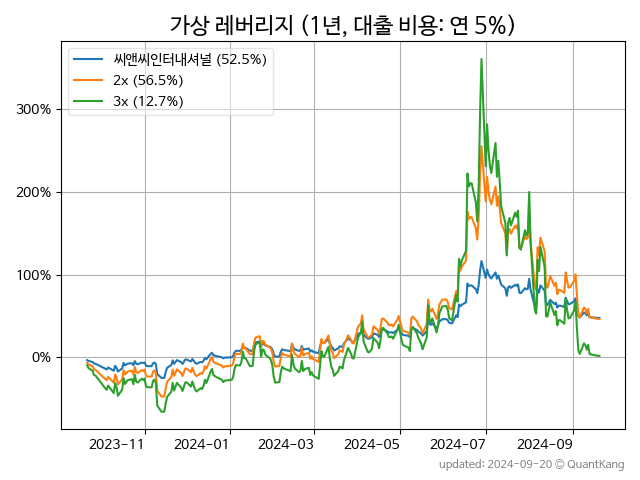 가상 레버리지 (1년, 대출 비용: 연 5%)
씨앤씨인터내셔널 (52.5%)
2x (56.5%)
3x (12.7%)
300%
200%
100%
0%
2023-11
2024-01
2024-03
2024-05
2024-07
2024-09
updated: 2024-09-20 © QuantKang